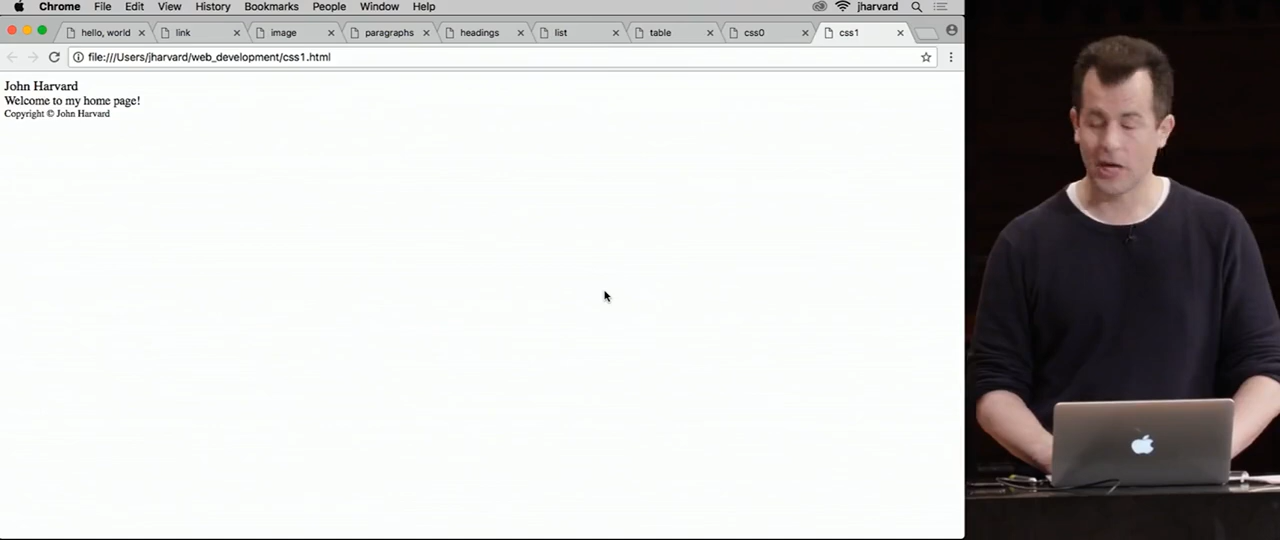 Chrome File Edit View History Bookmarks People Window Help jharvard
hello, world link image paragraphs headings list table css0 css1
file:///Users/jharvard/web_development/css1.html
John Harvard
Welcome to my home page!
Copyright © John Harvard